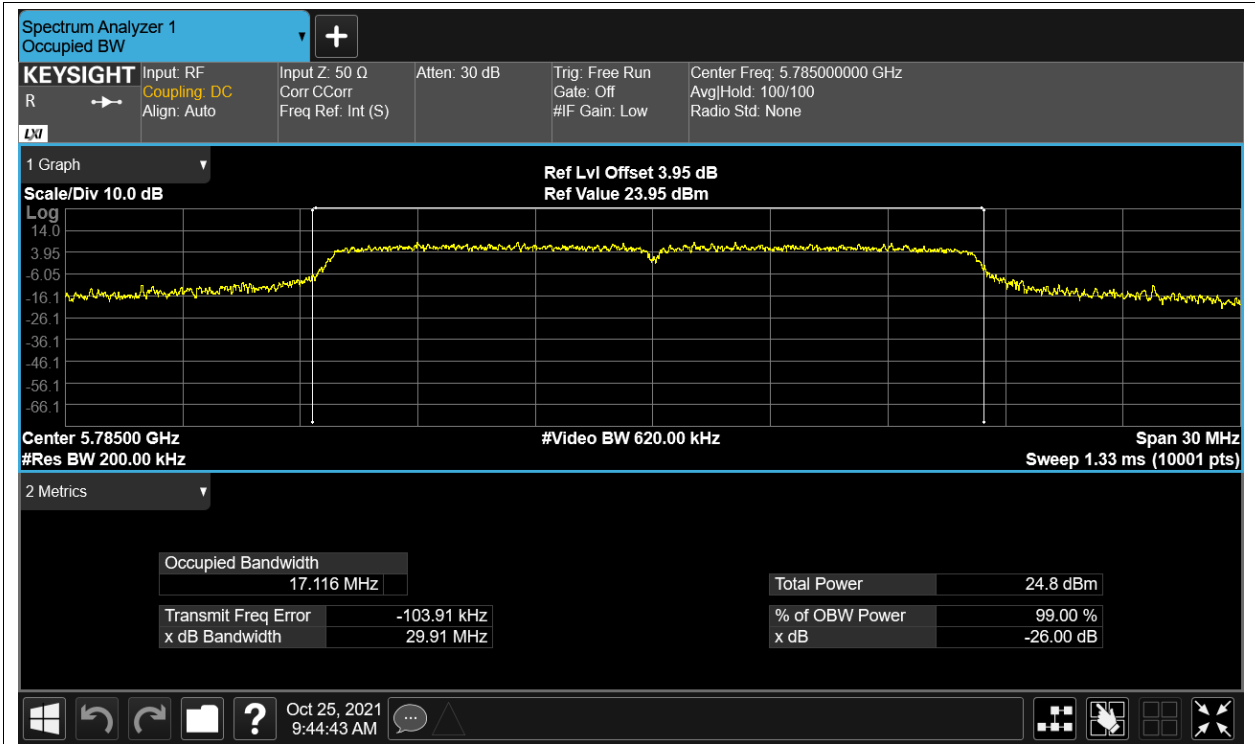 Spectrum Analyzer 1
Occupied BW
KEYSIGHT
R
LXI
Input: RF
Coupling: DC
Align: Auto
Input Z: 50 Ω
Corr CCorr
Freq Ref: Int (S)
Atten: 30 dB
Trig: Free Run
Gate: Off
#IF Gain: Low
Center Freq: 5.785000000 GHz
Avg|Hold: 100/100
Radio Std: None
1 Graph
Ref Lvl Offset 3.95 dB
Scale/Div 10.0 dB
Ref Value 23.95 dBm
Log
14.0
3.95
-6.05
-16.1
-26.1
-36.1
-46.1
-56.1
-66.1
Center 5.78500 GHz
#Video BW 620.00 kHz
Span 30 MHz
#Res BW 200.00 kHz
Sweep 1.33 ms (10001 pts)
2 Metrics
Occupied Bandwidth
17.116 MHz
Total Power 24.8 dBm
Transmit Freq Error -103.91 kHz
% of OBW Power 99.00 %
x dB Bandwidth 29.91 MHz
x dB -26.00 dB
Oct 25, 2021
9:44:43 AM